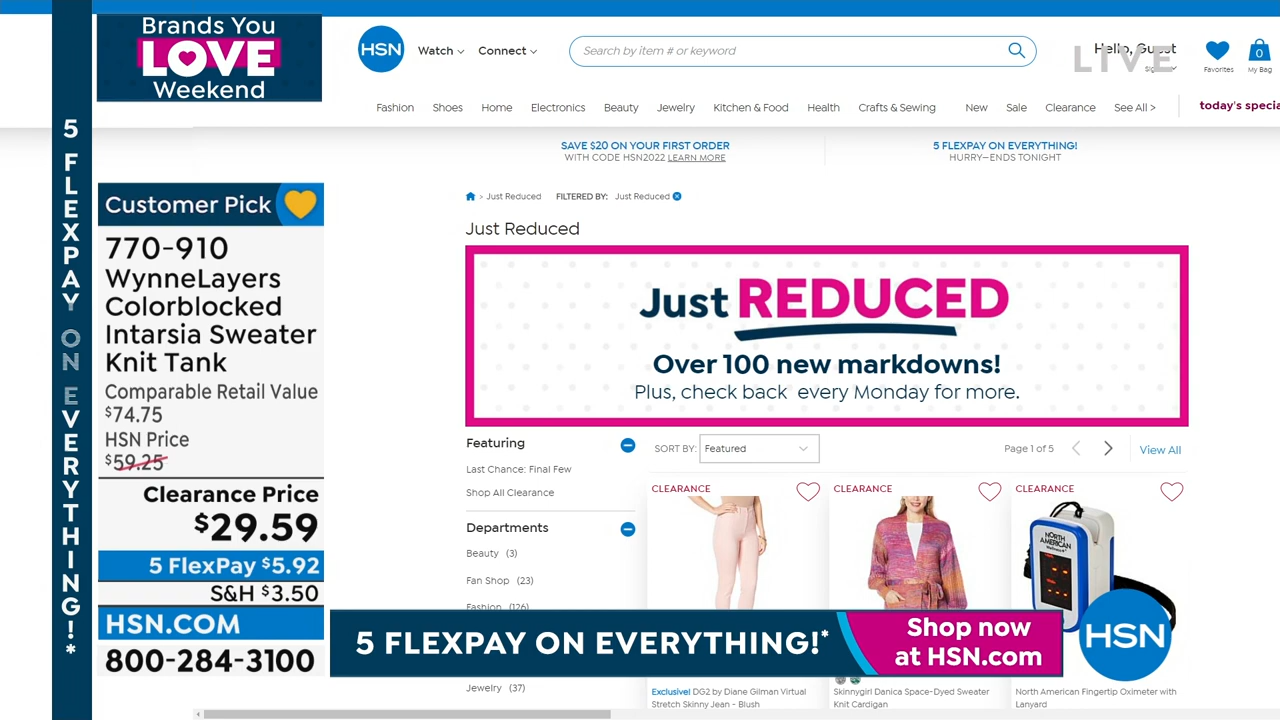 Brands You
LOVE
Weekend
5 FLEXPAY ON EVERYTHING!*
Customer Pick
770-910
WynneLayers
Colorblocked
Intarsia Sweater
Knit Tank
Comparable Retail Value
$74.75
HSN Price
$59.25
Clearance Price
$29.59
5 FlexPay $5.92
S&H $3.50
HSN.COM
800-284-3100
HSN
Watch
Connect
Search by item # or keyword
Hello, Guest
LIVE
Favorites
0
My Bag
Fashion Shoes Home Electronics Beauty Jewelry Kitchen & Food Health Crafts & Sewing New Sale Clearance See All > today's specia
SAVE $20 ON YOUR FIRST ORDER
WITH CODE HSN2022 LEARN MORE
5 FLEXPAY ON EVERYTHING!
HURRY—ENDS TONIGHT
> Just Reduced FILTERED BY: Just Reduced
Just Reduced
Just REDUCED
Over 100 new markdowns!
Plus, check back every Monday for more.
Featuring
Last Chance: Final Few
Shop All Clearance
Departments
Beauty (3)
Fan Shop (23)
Fashion (126)
Jewelry (37)
SORT BY: Featured
Page 1 of 5
View All
CLEARANCE
Exclusive! DG2 by Diane Gilman Virtual
Stretch Skinny Jean - Blush
CLEARANCE
Skinnygirl Danica Space-Dyed Sweater
Knit Cardigan
CLEARANCE
NORTH
AMERICAN
Wellness
North American Fingertip Oximeter with
Lanyard
5 FLEXPAY ON EVERYTHING!*
Shop now
at HSN.com
HSN